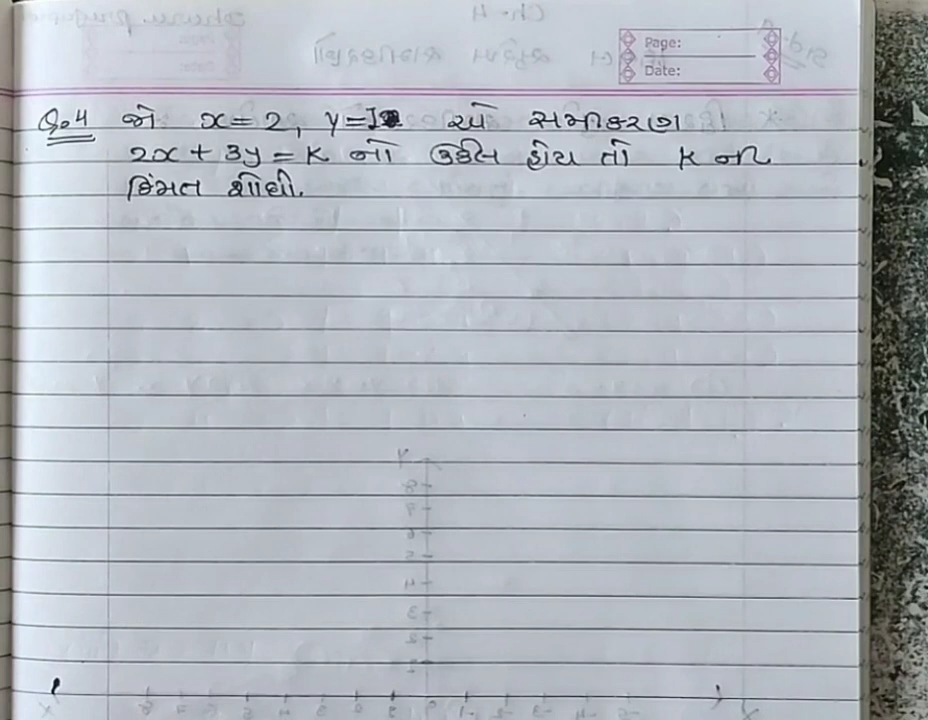 Page:
Date:
Q.4 જો x = 2, y = 1 એ સમીકરણ
2x + 3y = K નો ઉકેલ હોય તો K ની
કિંમત શોધો.